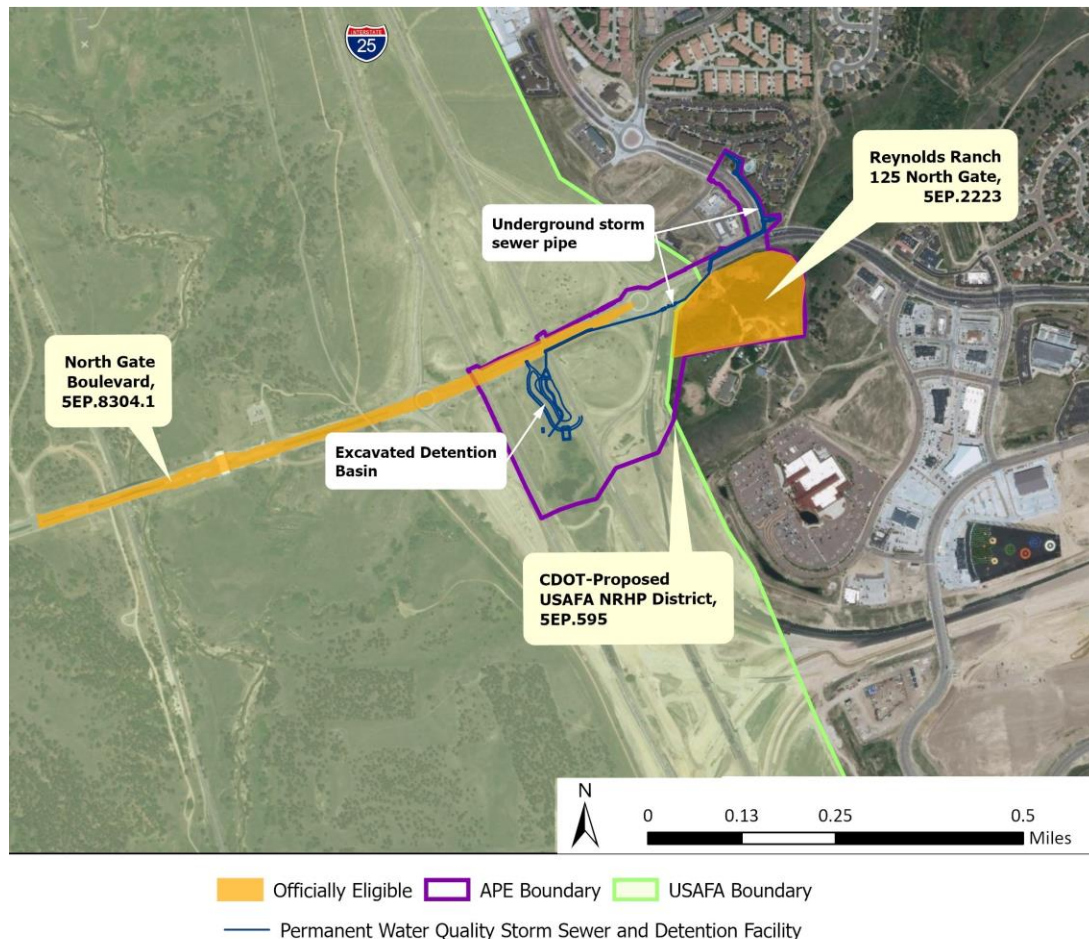 INTERSTATE
25
Reynolds Ranch
125 North Gate,
5EP.2223
Underground storm
sewer pipe
North Gate
Boulevard,
5EP.8304.1
Excavated Detention
Basin
CDOT-Proposed
USAFA NRHP District,
5EP.595
N
0 0.13 0.25 0.5
Miles
Officially Eligible APE Boundary USAFA Boundary
Permanent Water Quality Storm Sewer and Detention Facility